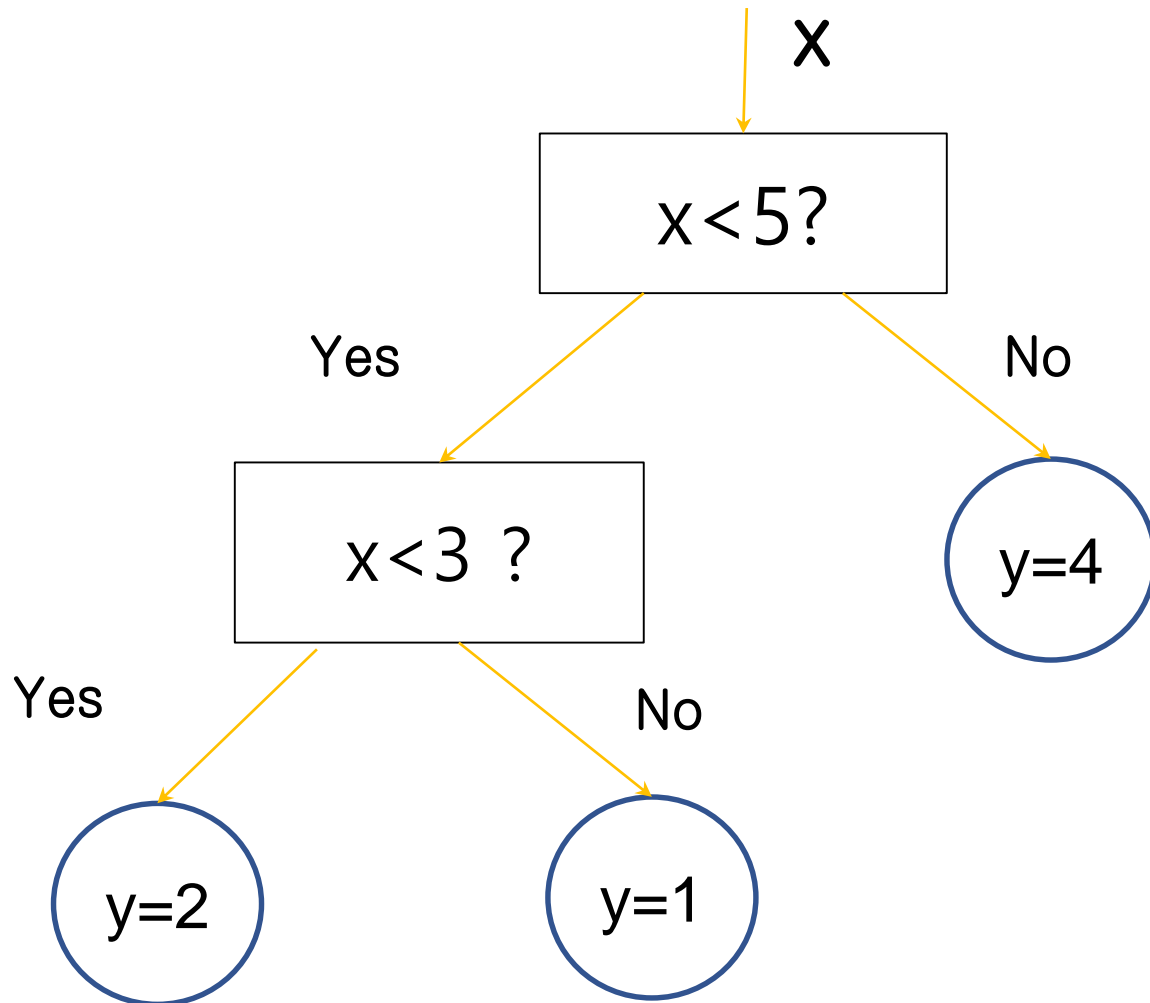 x
x<5?
Yes
No
x<3 ?
y=4
Yes
No
y=2
y=1